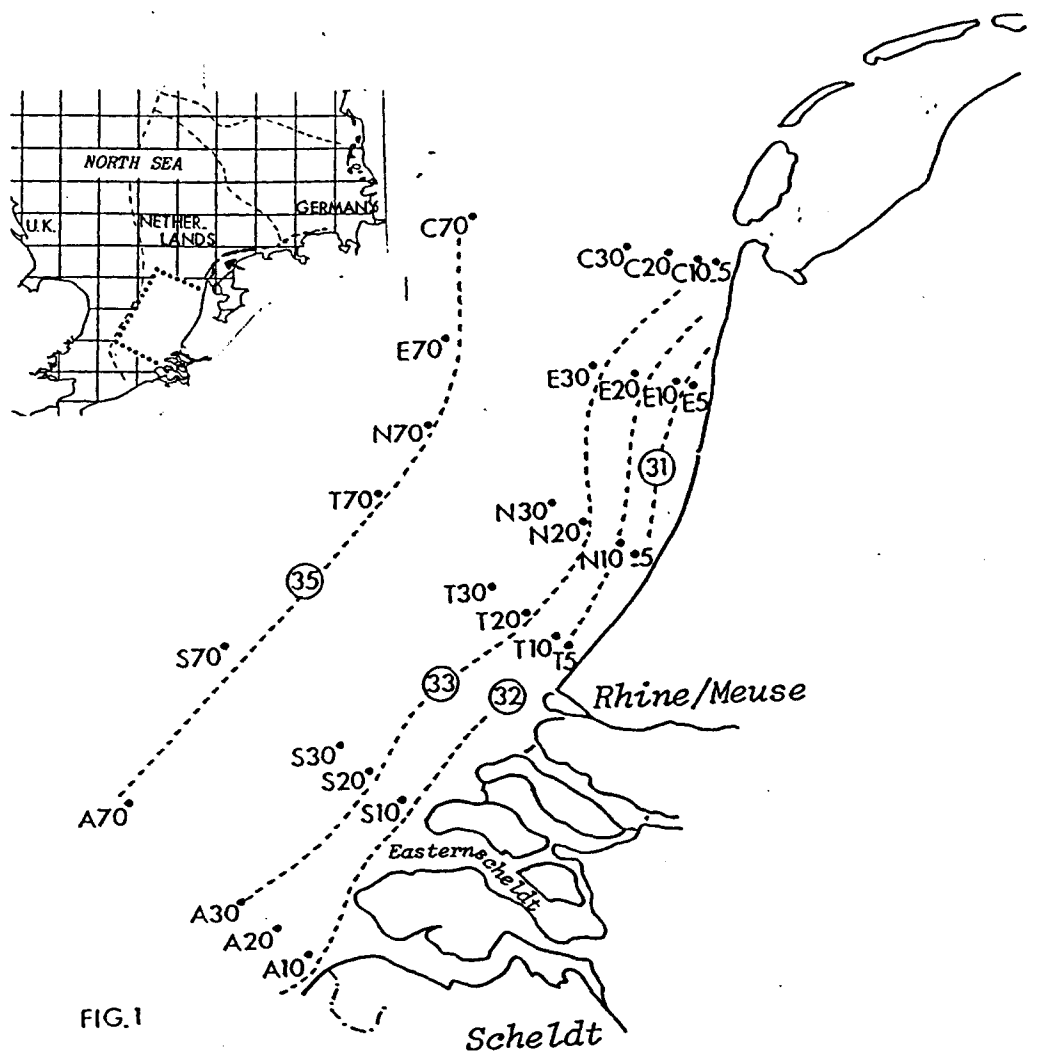 NORTH SEA
U.K.
NETHER-
LANDS
GERMANY
C70
C30
C20
C10
5
E70
E30
E20
E10
E5
N70
31
T70
N30
N20
N10
5
35
T30
T20
T10
T5
S70
33
32
Rhine/Meuse
S30
S20
S10
A70
Easternscheldt
A30
A20
A10
FIG.1
Scheldt